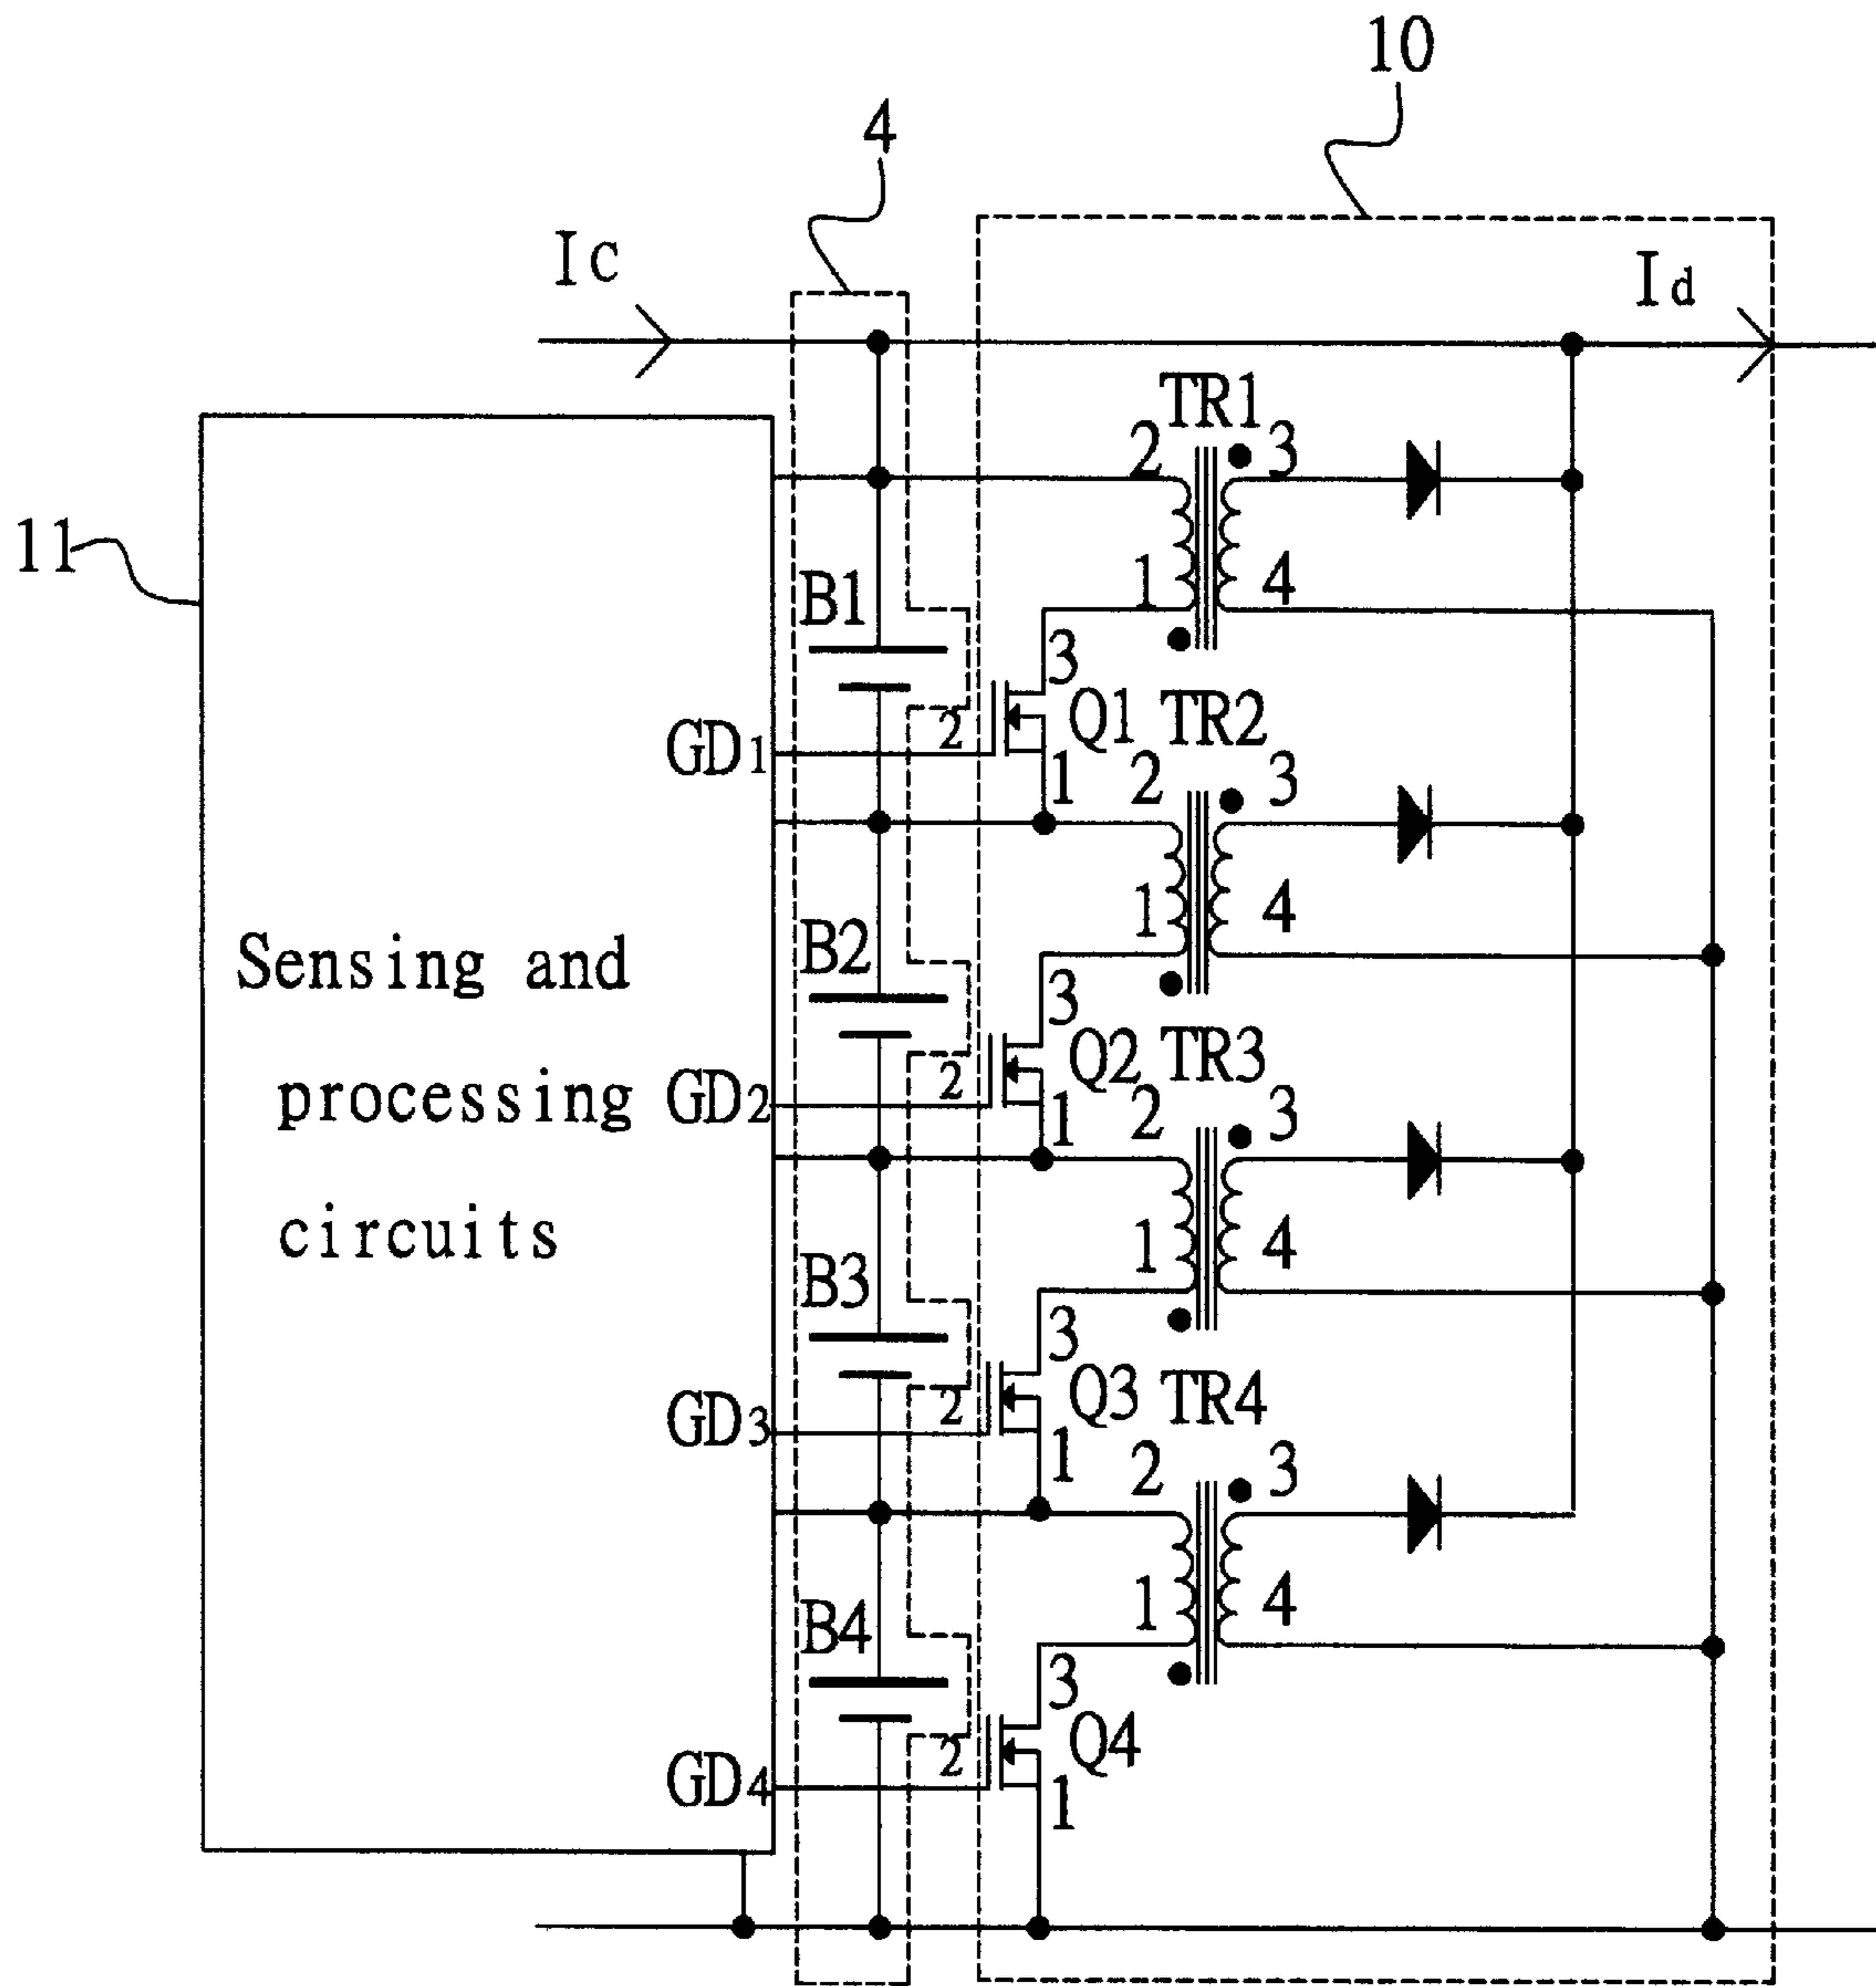 10
4
Ic
Id
TR1
2 3
11
1 4
B1
3
Q1 TR2
GD1 2
1 2 3
1 4
B2
Sensing and
3
Q2 TR3
processing
GD2 2
1 2 3
circuits
1 4
B3
3
Q3 TR4
GD3 2
1 2 3
1 4
B4
3
Q4
GD4 2
1